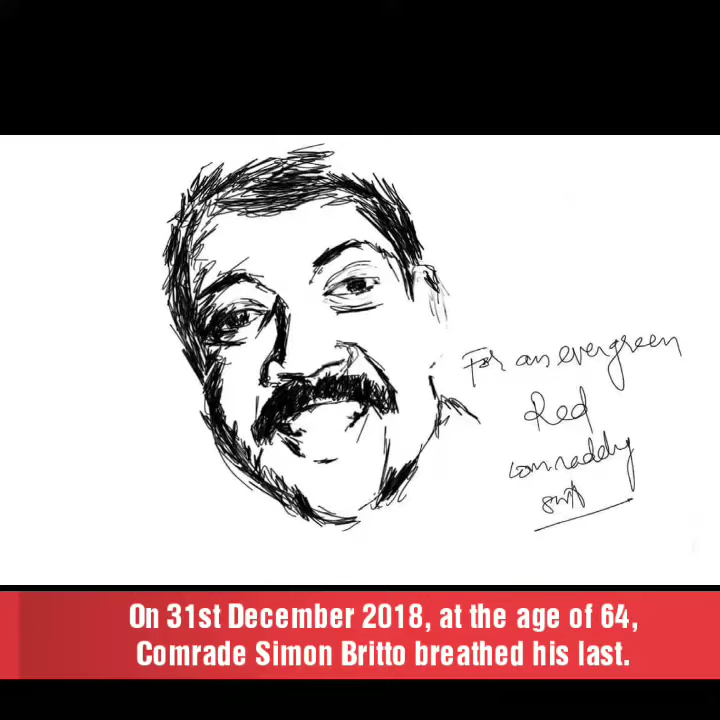 For an evergreen
Red
On 31st December 2018, at the age of 64,
Comrade Simon Britto breathed his last.